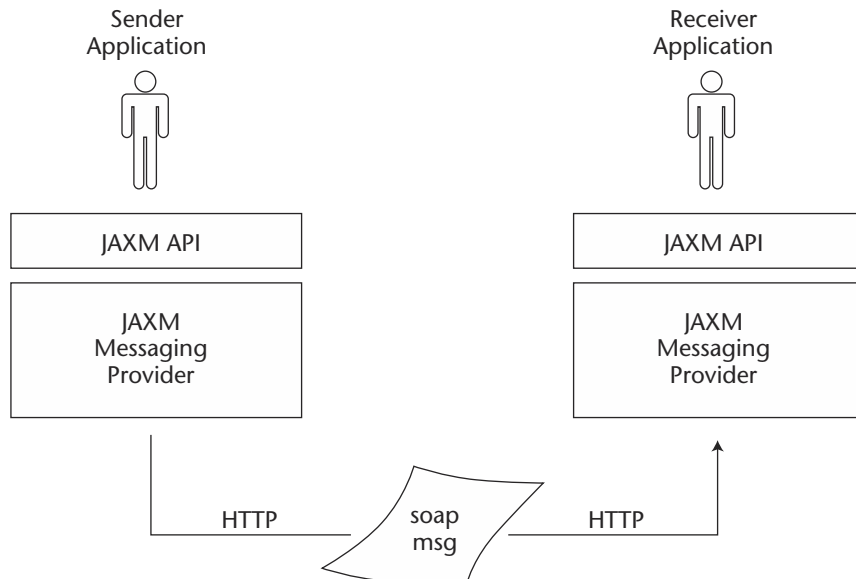 Sender
Application
Receiver
Application
JAXM API
JAXM API
JAXM
Messaging
Provider
JAXM
Messaging
Provider
HTTP
soap
msg
HTTP